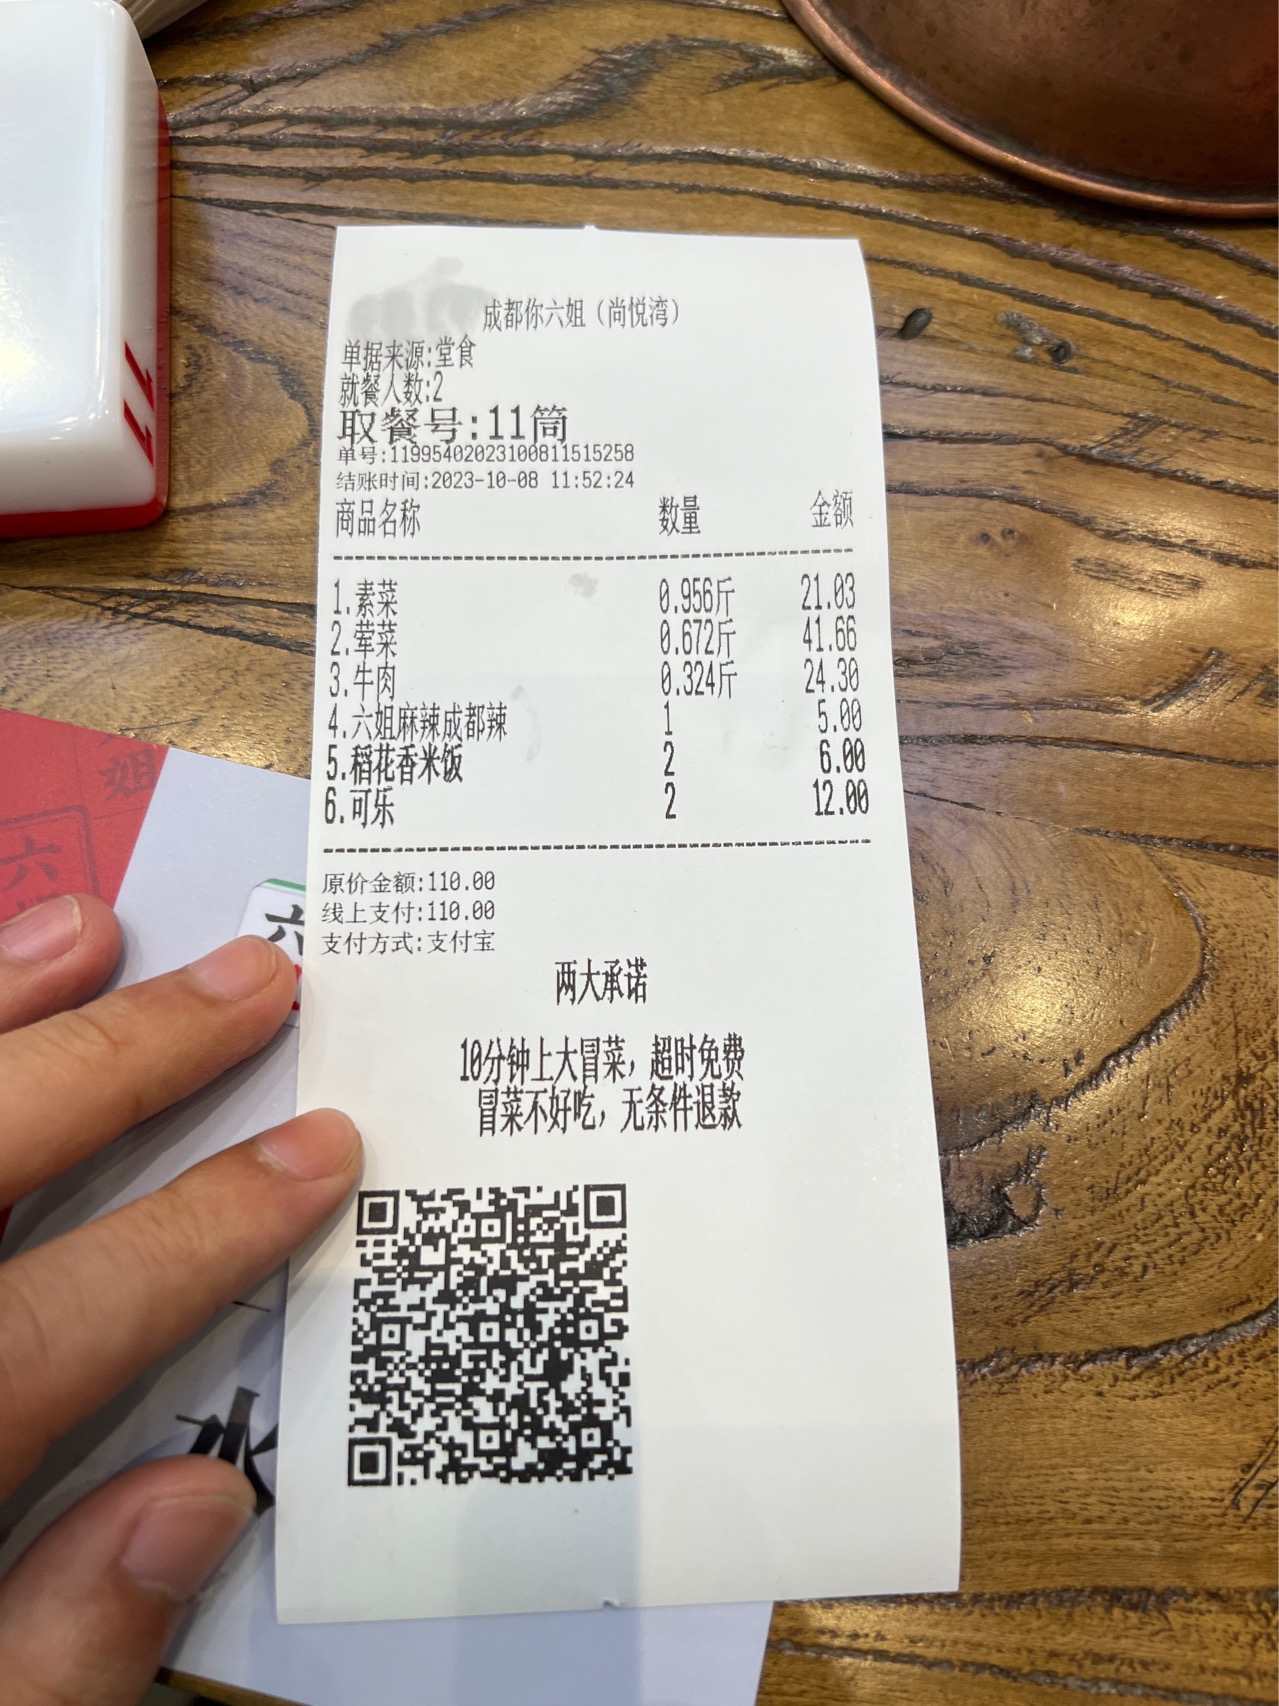 成都你六姐（尚悦湾）
单据来源:堂食
就餐人数:2
取餐号:11筒
单号:11995402023100811515258
结账时间:2023-10-08 11:52:24
商品名称 数量 金额
1.素菜 0.956斤 21.03
2.荤菜 0.672斤 41.66
3.牛肉 0.324斤 24.30
4.六姐麻辣成都辣 1 5.00
5.稻花香米饭 2 6.00
6.可乐 2 12.00
原价金额:110.00
线上支付:110.00
支付方式:支付宝
两大承诺
10分钟上大冒菜，超时免费
冒菜不好吃，无条件退款
姐
六
六
水